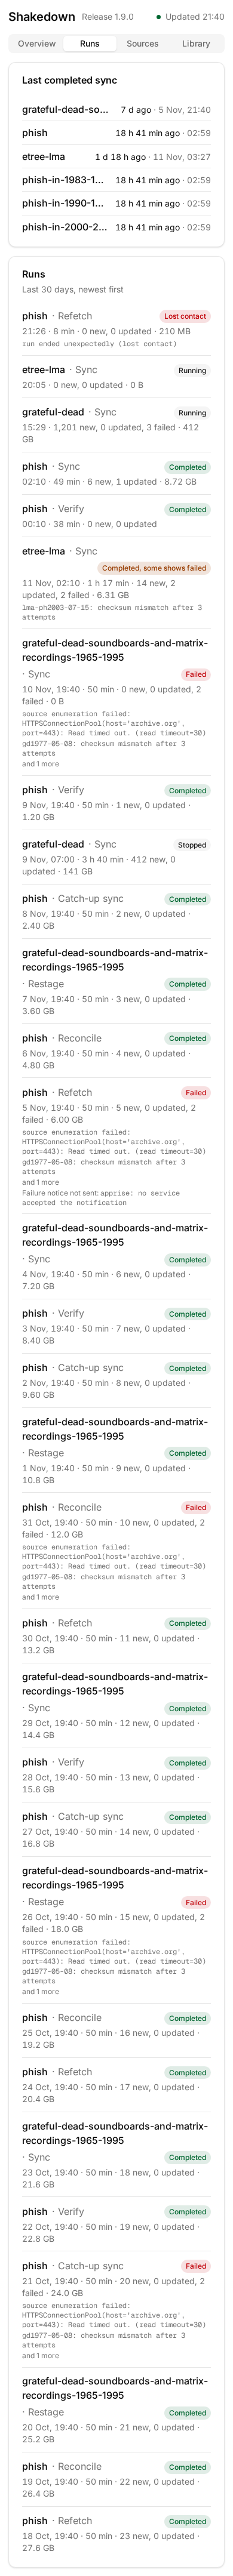 Shakedown Release 1.9.0 Updated 21:40
Overview Runs Sources Library
Last completed sync
grateful-dead-so… 7 d ago · 5 Nov, 21:40
phish 18 h 41 min ago · 02:59
etree-lma 1 d 18 h ago · 11 Nov, 03:27
phish-in-1983-1… 18 h 41 min ago · 02:59
phish-in-1990-1… 18 h 41 min ago · 02:59
phish-in-2000-2… 18 h 41 min ago · 02:59
Runs
Last 30 days, newest first
phish · Refetch Lost contact
21:26 · 8 min · 0 new, 0 updated · 210 MB
run ended unexpectedly (lost contact)
etree-lma · Sync Running
20:05 · 0 new, 0 updated · 0 B
grateful-dead · Sync Running
15:29 · 1,201 new, 0 updated, 3 failed · 412
GB
phish · Sync Completed
02:10 · 49 min · 6 new, 1 updated · 8.72 GB
phish · Verify Completed
00:10 · 38 min · 0 new, 0 updated
etree-lma · Sync
Completed, some shows failed
11 Nov, 02:10 · 1 h 17 min · 14 new, 2
updated, 2 failed · 6.31 GB
lma-ph2003-07-15: checksum mismatch after 3
attempts
grateful-dead-soundboards-and-matrix-
recordings-1965-1995
· Sync Failed
10 Nov, 19:40 · 50 min · 0 new, 0 updated, 2
failed · 0 B
source enumeration failed:
HTTPSConnectionPool(host='archive.org',
port=443): Read timed out. (read timeout=30)
gd1977-05-08: checksum mismatch after 3
attempts
and 1 more
phish · Verify Completed
9 Nov, 19:40 · 50 min · 1 new, 0 updated ·
1.20 GB
grateful-dead · Sync Stopped
9 Nov, 07:00 · 3 h 40 min · 412 new, 0
updated · 141 GB
phish · Catch-up sync Completed
8 Nov, 19:40 · 50 min · 2 new, 0 updated ·
2.40 GB
grateful-dead-soundboards-and-matrix-
recordings-1965-1995
· Restage Completed
7 Nov, 19:40 · 50 min · 3 new, 0 updated ·
3.60 GB
phish · Reconcile Completed
6 Nov, 19:40 · 50 min · 4 new, 0 updated ·
4.80 GB
phish · Refetch Failed
5 Nov, 19:40 · 50 min · 5 new, 0 updated, 2
failed · 6.00 GB
source enumeration failed:
HTTPSConnectionPool(host='archive.org',
port=443): Read timed out. (read timeout=30)
gd1977-05-08: checksum mismatch after 3
attempts
and 1 more
Failure notice not sent: apprise: no service
accepted the notification
grateful-dead-soundboards-and-matrix-
recordings-1965-1995
· Sync Completed
4 Nov, 19:40 · 50 min · 6 new, 0 updated ·
7.20 GB
phish · Verify Completed
3 Nov, 19:40 · 50 min · 7 new, 0 updated ·
8.40 GB
phish · Catch-up sync Completed
2 Nov, 19:40 · 50 min · 8 new, 0 updated ·
9.60 GB
grateful-dead-soundboards-and-matrix-
recordings-1965-1995
· Restage Completed
1 Nov, 19:40 · 50 min · 9 new, 0 updated ·
10.8 GB
phish · Reconcile Failed
31 Oct, 19:40 · 50 min · 10 new, 0 updated, 2
failed · 12.0 GB
source enumeration failed:
HTTPSConnectionPool(host='archive.org',
port=443): Read timed out. (read timeout=30)
gd1977-05-08: checksum mismatch after 3
attempts
and 1 more
phish · Refetch Completed
30 Oct, 19:40 · 50 min · 11 new, 0 updated ·
13.2 GB
grateful-dead-soundboards-and-matrix-
recordings-1965-1995
· Sync Completed
29 Oct, 19:40 · 50 min · 12 new, 0 updated ·
14.4 GB
phish · Verify Completed
28 Oct, 19:40 · 50 min · 13 new, 0 updated ·
15.6 GB
phish · Catch-up sync Completed
27 Oct, 19:40 · 50 min · 14 new, 0 updated ·
16.8 GB
grateful-dead-soundboards-and-matrix-
recordings-1965-1995
· Restage Failed
26 Oct, 19:40 · 50 min · 15 new, 0 updated, 2
failed · 18.0 GB
source enumeration failed:
HTTPSConnectionPool(host='archive.org',
port=443): Read timed out. (read timeout=30)
gd1977-05-08: checksum mismatch after 3
attempts
and 1 more
phish · Reconcile Completed
25 Oct, 19:40 · 50 min · 16 new, 0 updated ·
19.2 GB
phish · Refetch Completed
24 Oct, 19:40 · 50 min · 17 new, 0 updated ·
20.4 GB
grateful-dead-soundboards-and-matrix-
recordings-1965-1995
· Sync Completed
23 Oct, 19:40 · 50 min · 18 new, 0 updated ·
21.6 GB
phish · Verify Completed
22 Oct, 19:40 · 50 min · 19 new, 0 updated ·
22.8 GB
phish · Catch-up sync Failed
21 Oct, 19:40 · 50 min · 20 new, 0 updated, 2
failed · 24.0 GB
source enumeration failed:
HTTPSConnectionPool(host='archive.org',
port=443): Read timed out. (read timeout=30)
gd1977-05-08: checksum mismatch after 3
attempts
and 1 more
grateful-dead-soundboards-and-matrix-
recordings-1965-1995
· Restage Completed
20 Oct, 19:40 · 50 min · 21 new, 0 updated ·
25.2 GB
phish · Reconcile Completed
19 Oct, 19:40 · 50 min · 22 new, 0 updated ·
26.4 GB
phish · Refetch Completed
18 Oct, 19:40 · 50 min · 23 new, 0 updated ·
27.6 GB